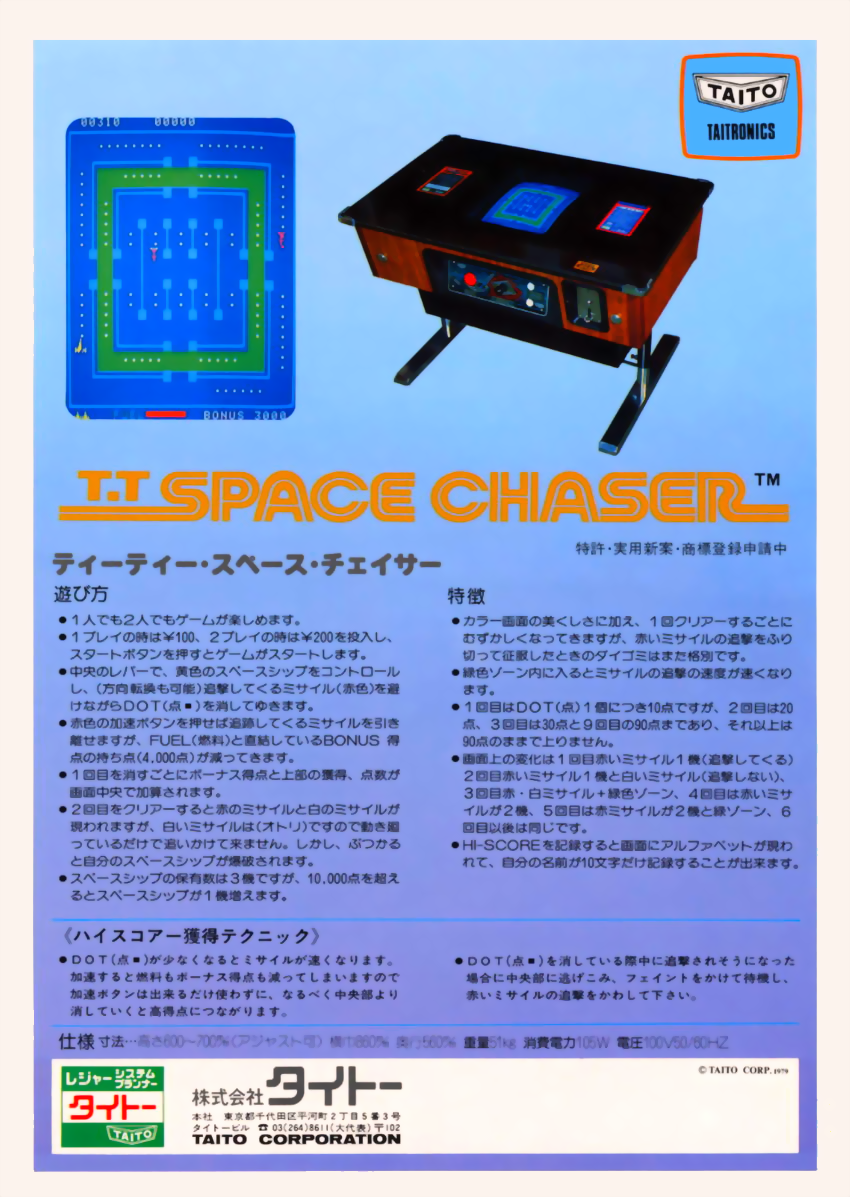 TAITO
TAITRONICS
00310 00000
BONUS 3000
T.T SPACE CHASER™
特許・実用新案・商標登録申請中
ティーティー・スペース・チェイサー
遊び方
●1人でも2人でもゲームが楽しめます。
●1プレイの時は¥100、2プレイの時は¥200を投入し、
スタートボタンを押すとゲームがスタートします。
●中央のレバーで、黄色のスペースシップをコントロール
し、(方向転換も可能)追撃してくるミサイル(赤色)を避
けながらDOT(点■)を消してゆきます。
●赤色の加速ボタンを押せば追跡してくるミサイルを引き
離せますが、FUEL(燃料)と直結しているBONUS 得
点の持ち点(4,000点)が減ってきます。
●1回目を消すごとにボーナス得点と上部の獲得、点数が
画面中央で加算されます。
●2回目をクリアーすると赤のミサイルと白のミサイルが
現われますが、白いミサイルは(オトリ)ですので動き廻
っているだけで追いかけて来ません。しかし、ぶつかる
と自分のスペースシップが爆破されます。
●スペースシップの保有数は3機ですが、10,000点を超え
るとスペースシップが1機増えます。
特徴
●カラー画面の美くしさに加え、1回クリアーするごとに
むずかしくなってきますが、赤いミサイルの追撃をふり
切って征服したときのダイゴミはまた格別です。
●緑色ゾーン内に入るとミサイルの追撃の速度が速くなり
ます。
●1回目はDOT(点)1個につき10点ですが、2回目は20
点、3回目は30点と9回目の90点まであり、それ以上は
90点のままで上りません。
●画面上の変化は1回目赤いミサイル1機(追撃してくる)
2回目赤いミサイル1機と白いミサイル(追撃しない)、
3回目赤・白ミサイル+緑色ゾーン、4回目は赤いミサ
イルが2機、5回目は赤ミサイルが2機と緑ゾーン、6
回目以後は同じです。
●HI-SCOREを記録すると画面にアルファベットが現わ
れて、自分の名前が10文字だけ記録することが出来ます。
《ハイスコアー獲得テクニック》
●DOT(点■)が少なくなるとミサイルが速くなります。
加速すると燃料もボーナス得点も減ってしまいますので
加速ボタンは出来るだけ使わずに、なるべく中央部より
消していくと高得点につながります。
●DOT(点■)を消している際中に追撃されそうになった
場合に中央部に逃げこみ、フェイントをかけて待機し、
赤いミサイルの追撃をかわして下さい。
仕様 寸法…高さ600〜700%(アジャスト可) 横巾860% 奥行560% 重量51kg 消費電力105W 電圧100V50/60HZ
©TAITO CORP. 1979
レジャーシステムプランナー
タイトー
TAITO
株式会社タイトー
本社 東京都千代田区平河町2丁目5番3号
タイトービル ☎03(264)8611(大代表)〒102
TAITO CORPORATION